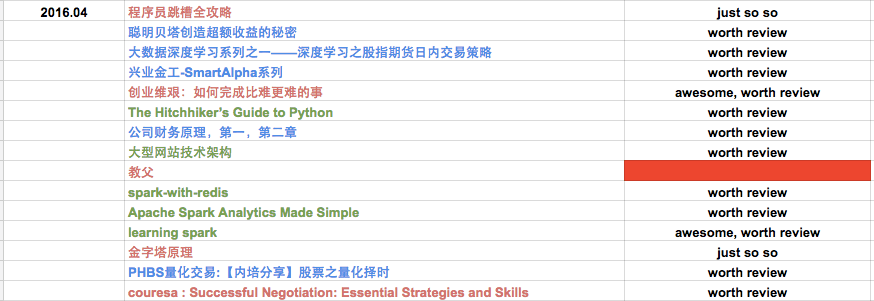 2016.04 程序员跳槽全攻略 just so so
聪明贝塔创造超额收益的秘密 worth review
大数据深度学习系列之一——深度学习之股指期货日内交易策略 worth review
兴业金工-SmartAlpha系列 worth review
创业维艰：如何完成比难更难的事 awesome, worth review
The Hitchhiker's Guide to Python worth review
公司财务原理，第一，第二章 worth review
大型网站技术架构 worth review
教父
spark-with-redis worth review
Apache Spark Analytics Made Simple worth review
learning spark awesome, worth review
金字塔原理 just so so
PHBS量化交易:【内培分享】股票之量化择时 worth review
couresa : Successful Negotiation: Essential Strategies and Skills worth review